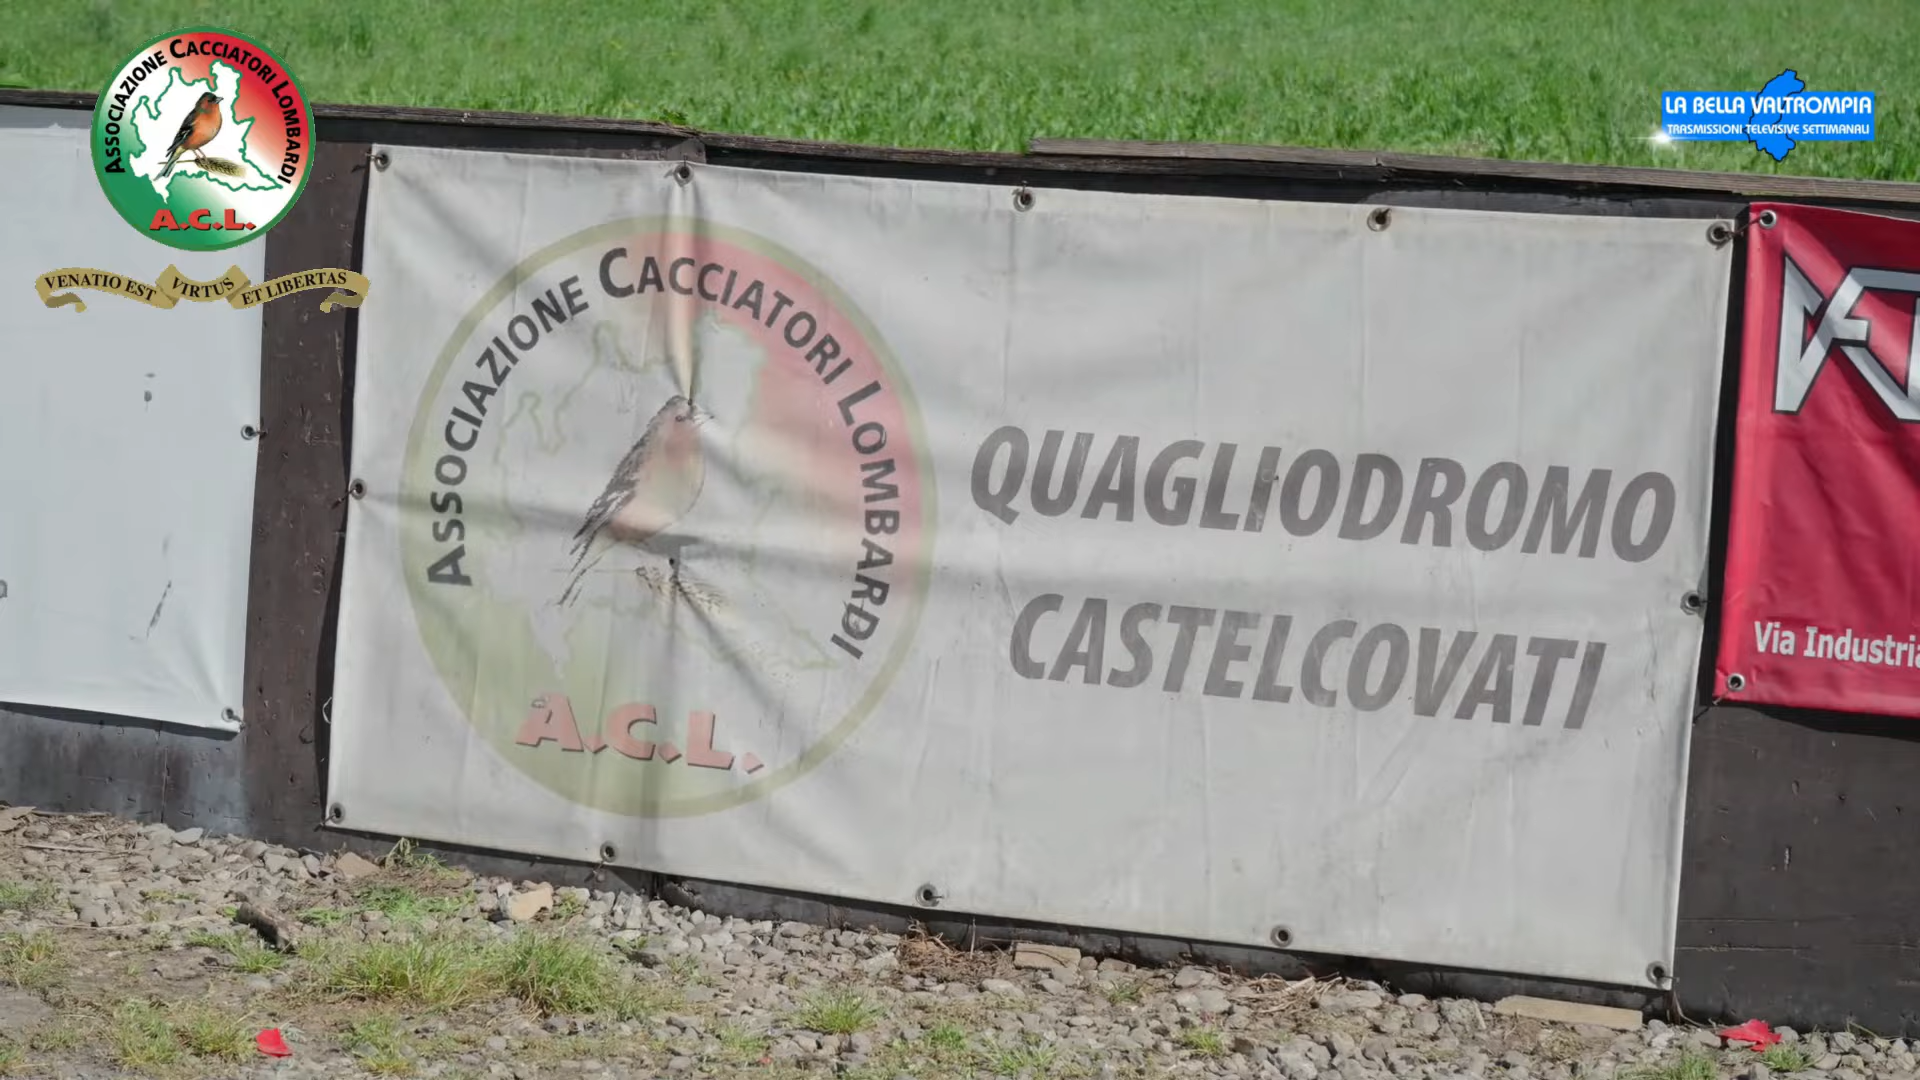 ASSOCIAZIONE CACCIATORI LOMBARDI
A.C.L.
VENATIO EST VIRTUS ET LIBERTAS
LA BELLA VALTROMPIA
TRASMISSIONI TELEVISIVE SETTIMANALI
ASSOCIAZIONE CACCIATORI LOMBARDI
A.C.L.
QUAGLIODROMO
CASTELCOVATI
Via Industria